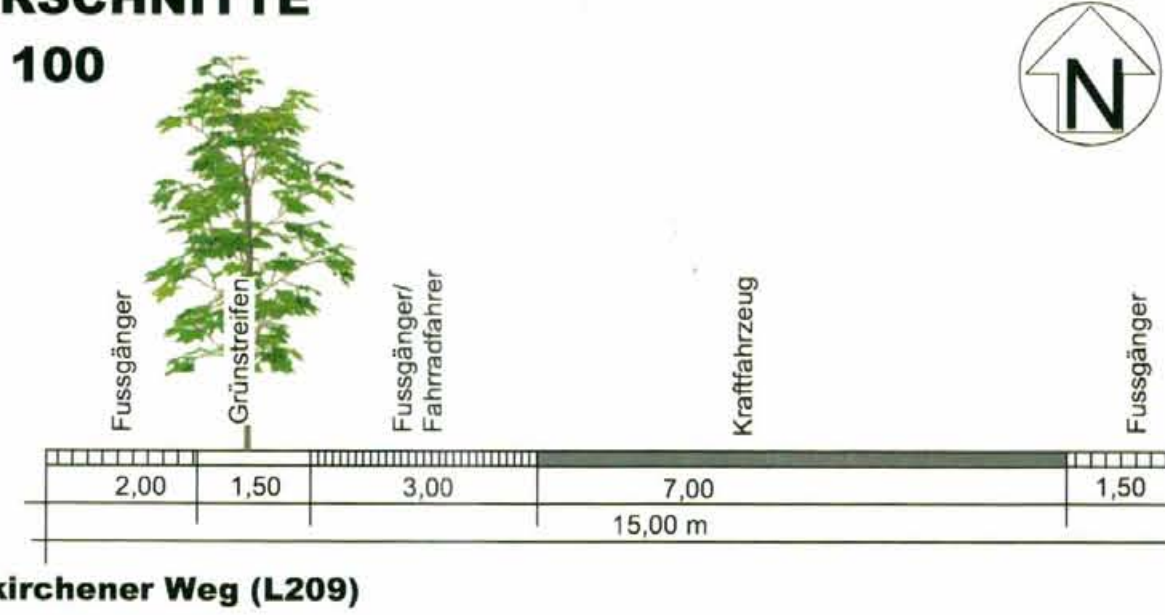 RSCHNITTE
100
N
Fussgänger
Grünstreifen
Fussgänger/
Fahrradfahrer
Kraftfahrzeug
Fussgänger
2,00 1,50 3,00 7,00 1,50
15,00 m
kirchener Weg (L209)